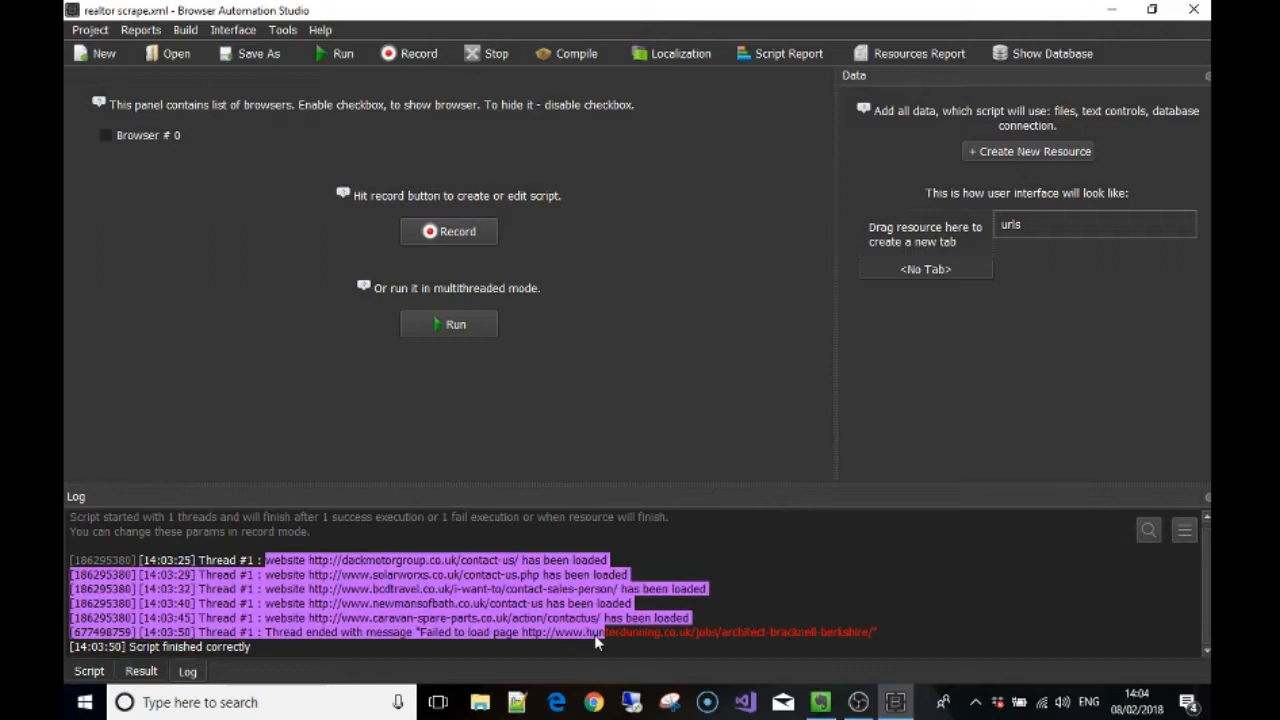 realtor scrape.xml - Browser Automation Studio
Project Reports Build Interface Tools Help
New Open Save As Run Record Stop Compile Localization Script Report Resources Report Show Database
This panel contains list of browsers. Enable checkbox, to show browser. To hide it - disable checkbox.
Browser # 0
Hit record button to create or edit script.
Record
Or run it in multithreaded mode.
Run
Data
Add all data, which script will use: files, text controls, database
connection.
+ Create New Resource
This is how user interface will look like:
Drag resource here to
create a new tab
<No Tab>
urls
Log
Script started with 1 threads and will finish after 1 success execution or 1 fail execution or when resource will finish.
You can change these params in record mode.
[186295380] [14:03:25] Thread #1 : website http://dackmotorgroup.co.uk/contact-us/ has been loaded
[186295380] [14:03:29] Thread #1 : website http://www.solarworxs.co.uk/contact-us.php has been loaded
[186295380] [14:03:32] Thread #1 : website http://www.bcdtravel.co.uk/i-want-to/contact-sales-person/ has been loaded
[186295380] [14:03:40] Thread #1 : website http://www.newmansofbath.co.uk/contact-us has been loaded
[186295380] [14:03:45] Thread #1 : website http://www.caravan-spare-parts.co.uk/action/contactus/ has been loaded
[677498759] [14:03:50] Thread #1 : Thread ended with message "Failed to load page http://www.hunterdunning.co.uk/jobs/architect-bracknell-berkshire/"
[14:03:50] Script finished correctly
Script Result Log
Type here to search
ENG
14:04
08/02/2018
4